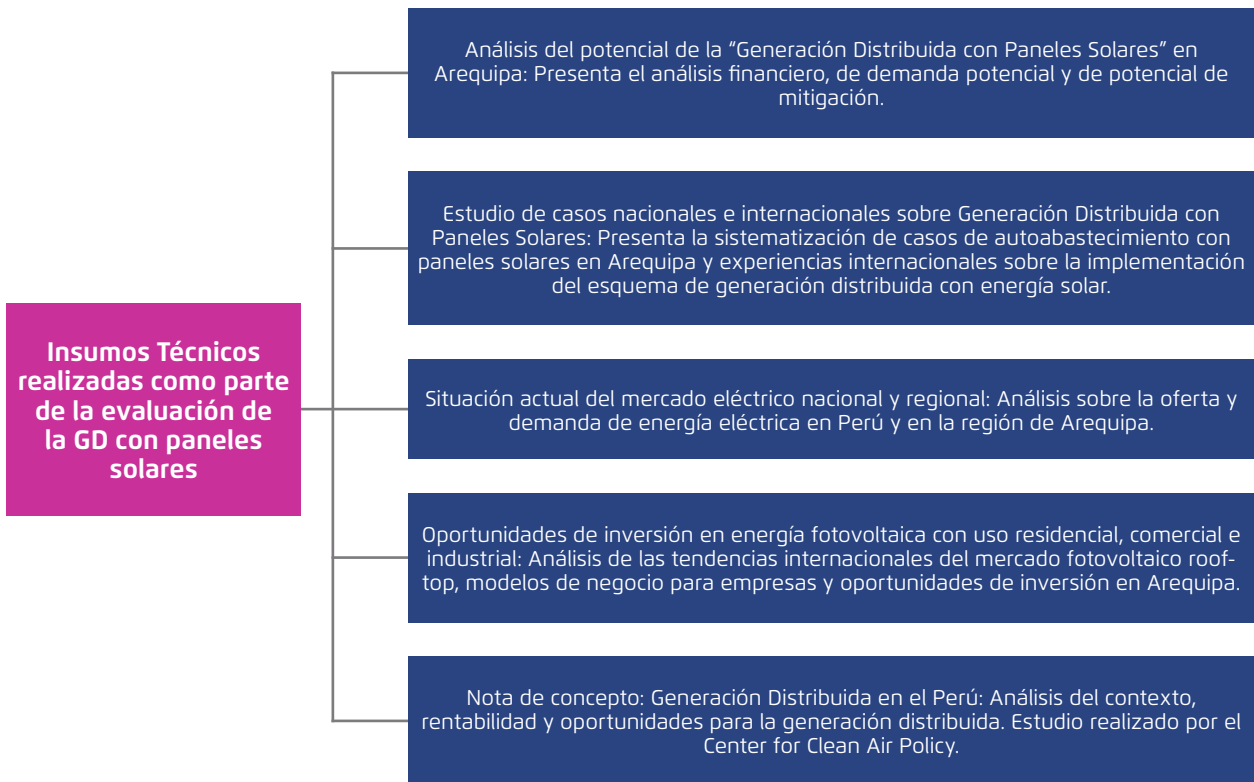 Insumos Técnicos
realizadas como parte
de la evaluación de
la GD con paneles
solares
Análisis del potencial de la “Generación Distribuida con Paneles Solares” en
Arequipa: Presenta el análisis financiero, de demanda potencial y de potencial de
mitigación.
Estudio de casos nacionales e internacionales sobre Generación Distribuida con
Paneles Solares: Presenta la sistematización de casos de autoabastecimiento con
paneles solares en Arequipa y experiencias internacionales sobre la implementación
del esquema de generación distribuida con energía solar.
Situación actual del mercado eléctrico nacional y regional: Análisis sobre la oferta y
demanda de energía eléctrica en Perú y en la región de Arequipa.
Oportunidades de inversión en energía fotovoltaica con uso residencial, comercial e
industrial: Análisis de las tendencias internacionales del mercado fotovoltaico roof-
top, modelos de negocio para empresas y oportunidades de inversión en Arequipa.
Nota de concepto: Generación Distribuida en el Perú: Análisis del contexto,
rentabilidad y oportunidades para la generación distribuida. Estudio realizado por el
Center for Clean Air Policy.